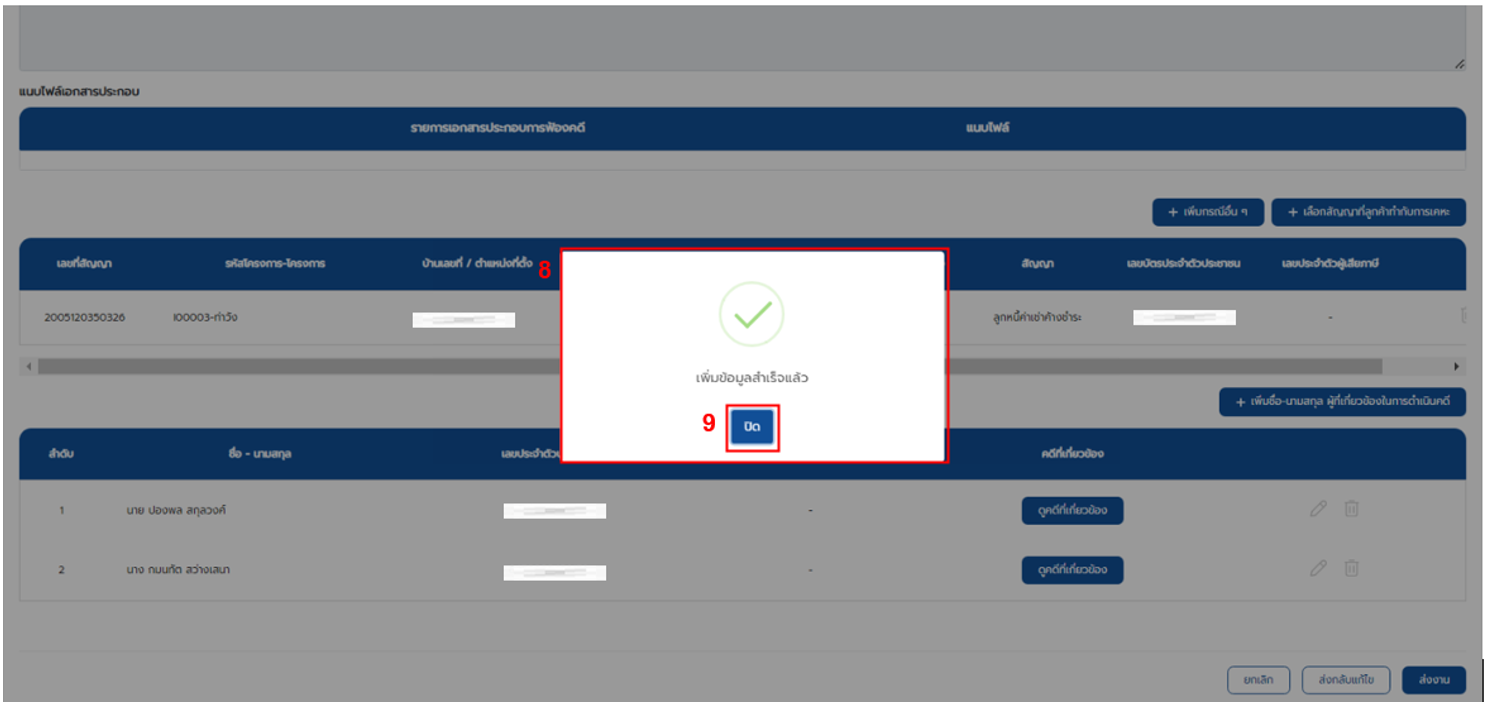 แนบไฟล์เอกสารประกอบ
รายการเอกสารประกอบการฟ้องคดี แนบไฟล์
+ เพิ่มกรณีอื่น ๆ + เลือกสัญญาที่ลูกค้าทำกับการเคหะ
เลขที่สัญญา รหัสโครงการ-โครงการ บ้านเลขที่ / ตำแหน่งที่ตั้ง 8 สัญญา เลขบัตรประจำตัวประชาชน เลขประจำตัวผู้เสียภาษี
2005120350326 I00003-ท่าวัง ลูกหนี้ค่าเช่าค้างชำระ -
เพิ่มข้อมูลสำเร็จแล้ว
+ เพิ่มชื่อ-นามสกุล ผู้ที่เกี่ยวข้องในการดำเนินคดี
9 ปิด
ลำดับ ชื่อ - นามสกุล เลขประจำตัว คดีที่เกี่ยวข้อง
1 นาย ปองพล สกุลวงศ์ - ดูคดีที่เกี่ยวข้อง
2 นาง กมนทัต สว่างเสนา - ดูคดีที่เกี่ยวข้อง
ยกเลิก ส่งกลับแก้ไข ส่งงาน